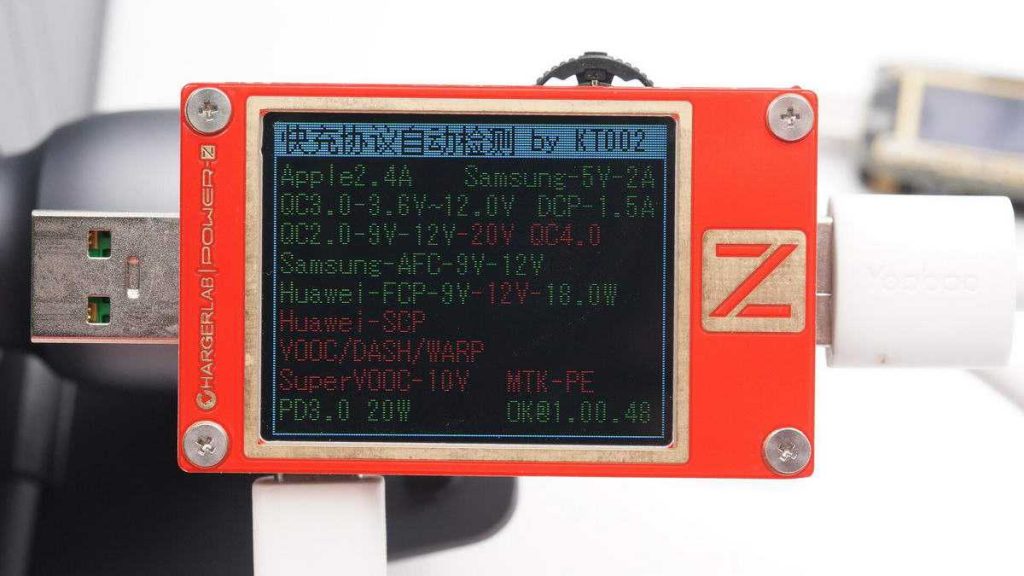 快充协议自动检测 by KT002
Apple2.4A Samsung-5V-2A
QC3.0-3.6V~12.0V DCP-1.5A
QC2.0-9V-12V-20V QC4.0
Samsung-AFC-9V-12V
Huawei-FCP-9V-12V-18.0W
Huawei-SCP
VOOC/DASH/WARP
SuperVOOC-10V MTK-PE
PD3.0 20W OK@1.00.48
CHARGERLAB | POWER-Z
Z
Yoobao